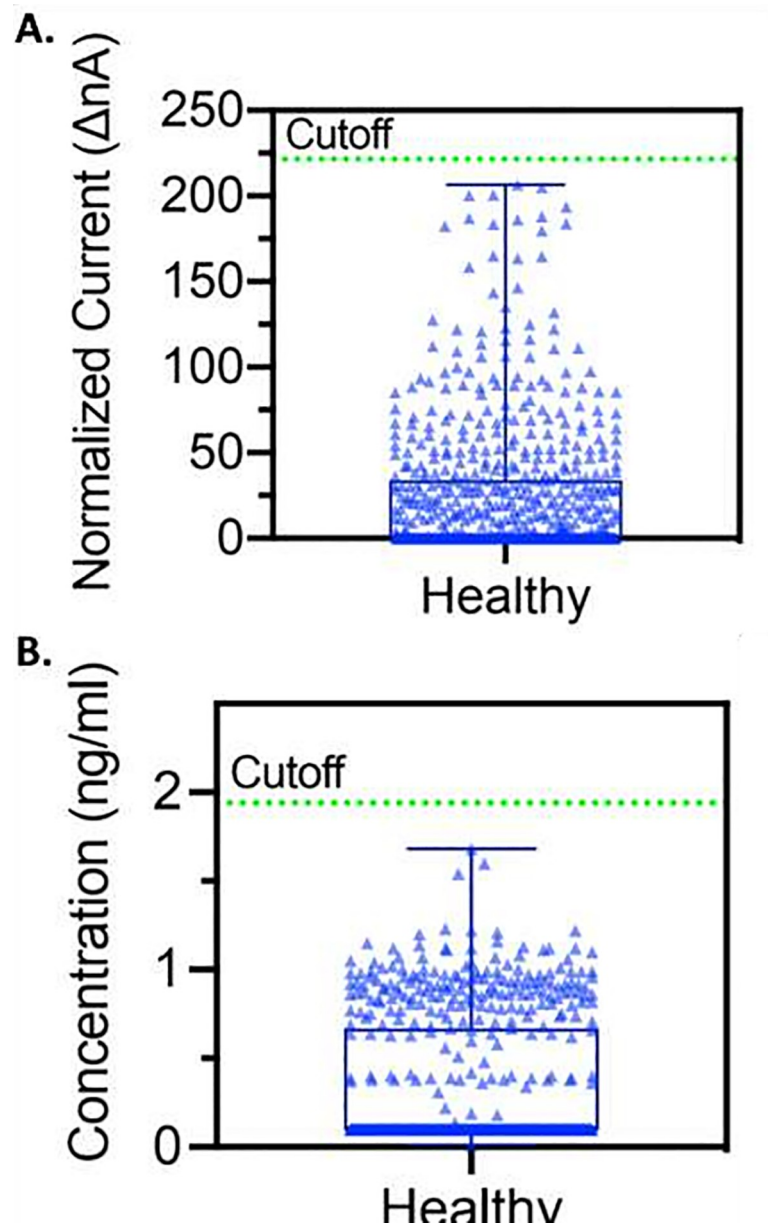 A.
Normalized Current (ΔnA)
250
200
150
100
50
0
Cutoff
Healthy
B.
Concentration (ng/ml)
2
1
0
Cutoff
Healthy